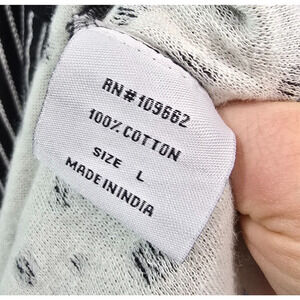 RN#109662
100% COTTON
SIZE L
MADE IN INDIA